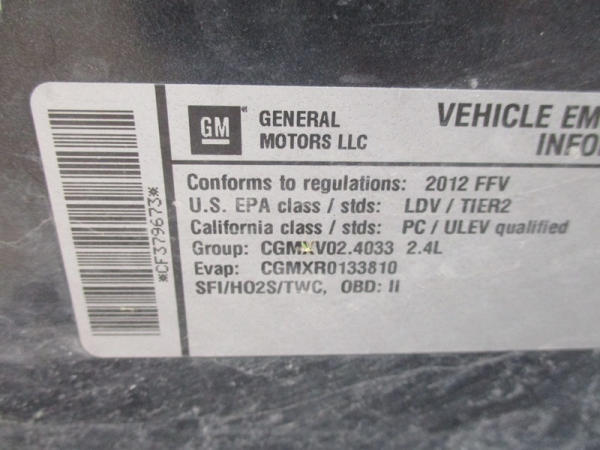 *CF379673*
GM
GENERAL
MOTORS LLC
VEHICLE EM
INFO
Conforms to regulations: 2012 FFV
U.S. EPA class / stds: LDV / TIER2
California class / stds: PC / ULEV qualified
Group: CGMXV02.4033 2.4L
Evap: CGMXR0133810
SFI/HO2S/TWC, OBD: II